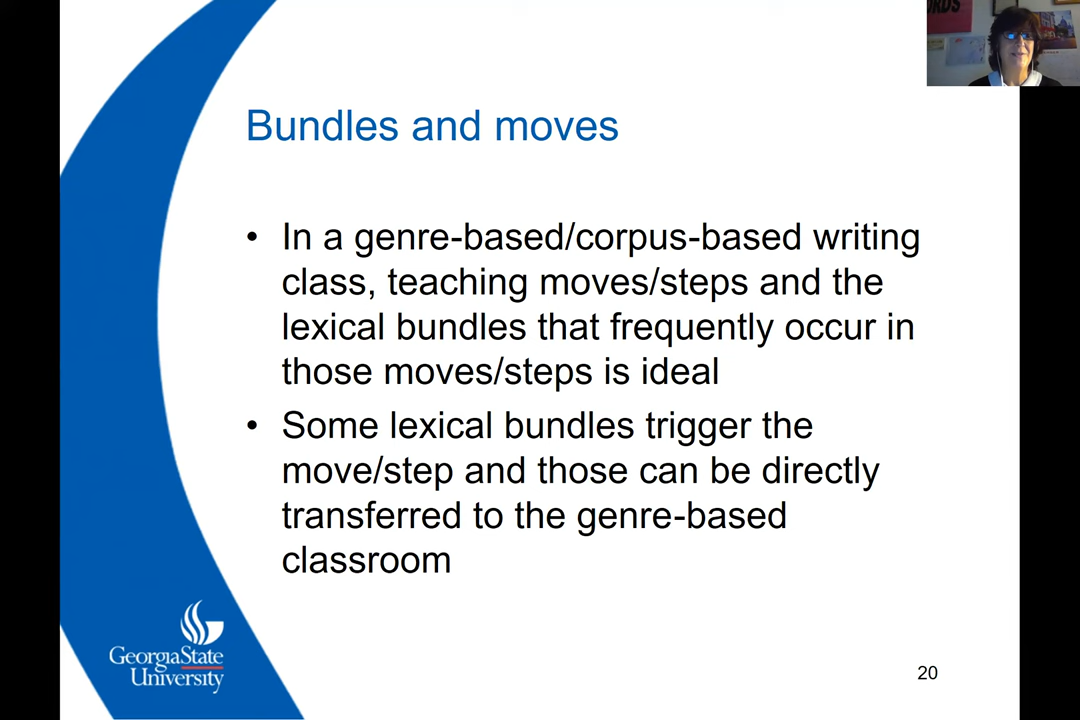 ORDS
Bundles and moves
• In a genre-based/corpus-based writing
class, teaching moves/steps and the
lexical bundles that frequently occur in
those moves/steps is ideal
• Some lexical bundles trigger the
move/step and those can be directly
transferred to the genre-based
classroom
GeorgiaState
University
20